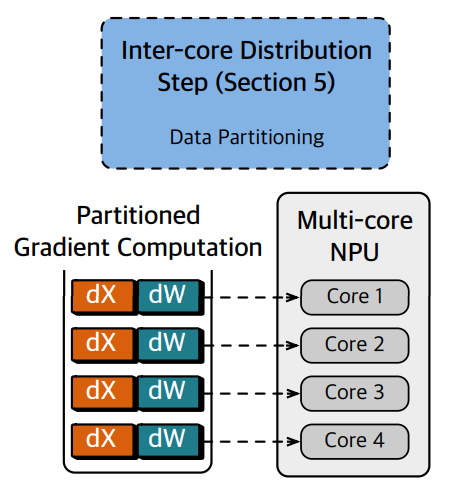 Inter-core Distribution
Step (Section 5)
Data Partitioning
Partitioned
Gradient Computation
Multi-core
NPU
dX dW Core 1
dX dW Core 2
dX dW Core 3
dX dW Core 4